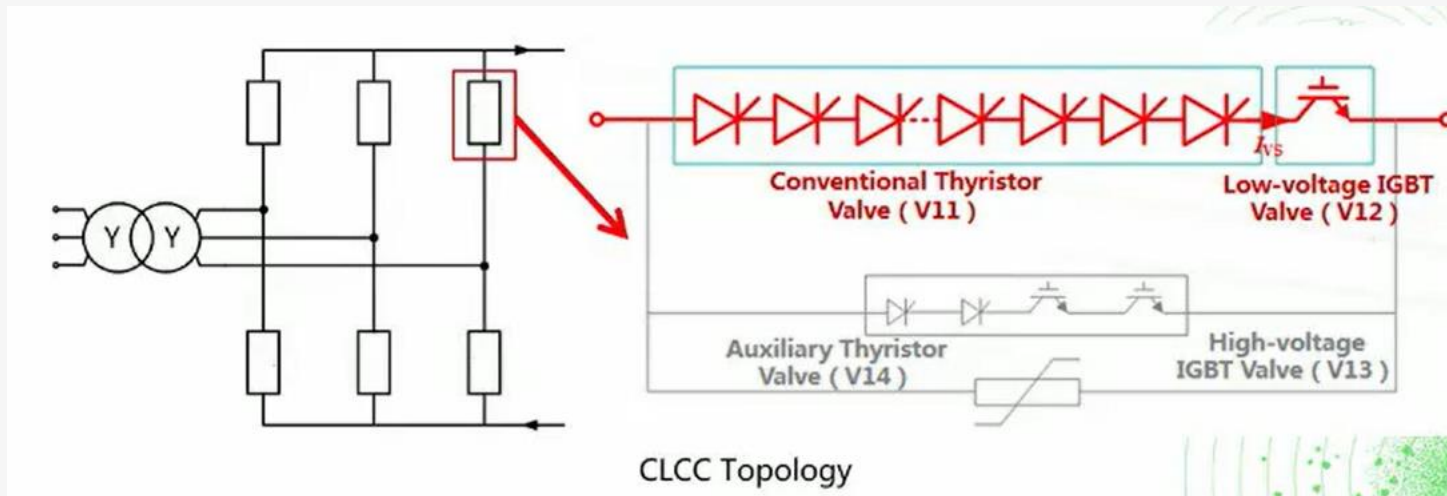 Y Y
I_VS
Conventional Thyristor
Valve ( V11 )
Low-voltage IGBT
Valve ( V12 )
Auxiliary Thyristor
Valve ( V14 )
High-voltage
IGBT Valve ( V13 )
CLCC Topology